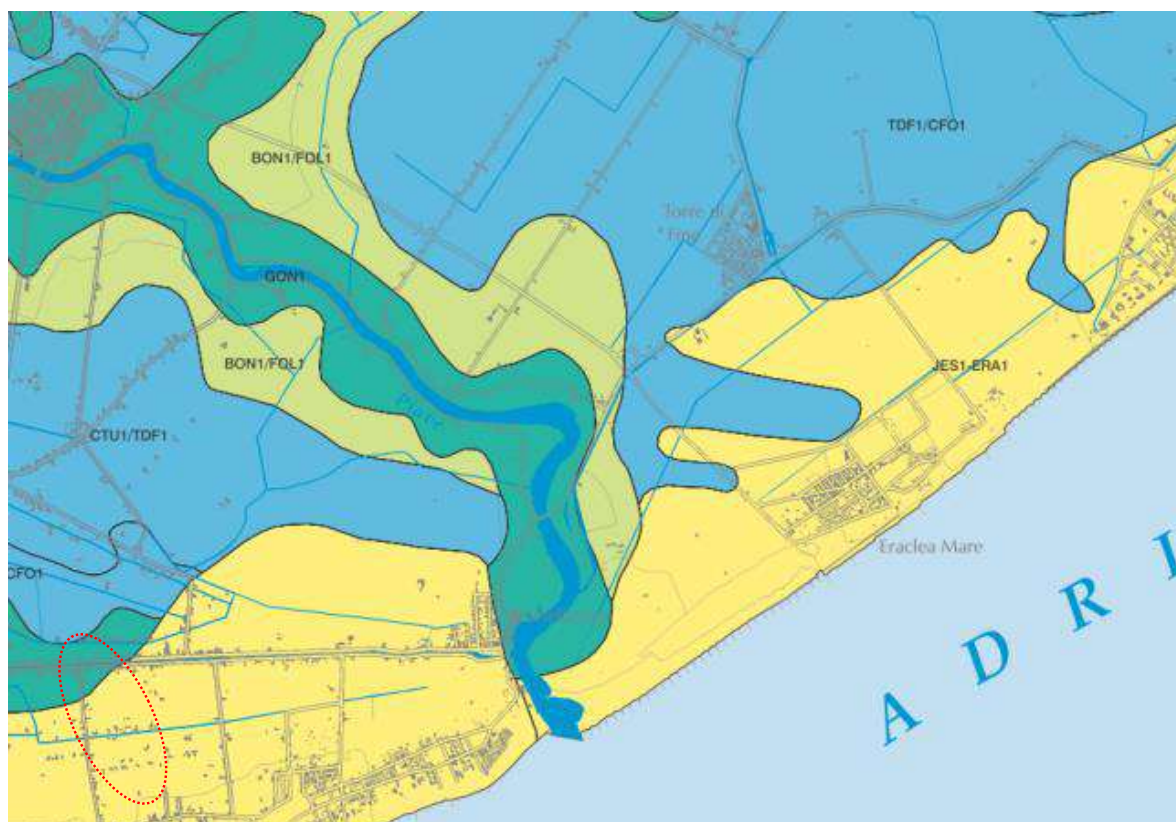 TDF1/CFO1
BON1/FOL1
Torre di
Fine
GON1
BON1/FOL1
JES1-ERA1
Piave
CTU1/TDF1
Eraclea Mare
CFO1
A D R I